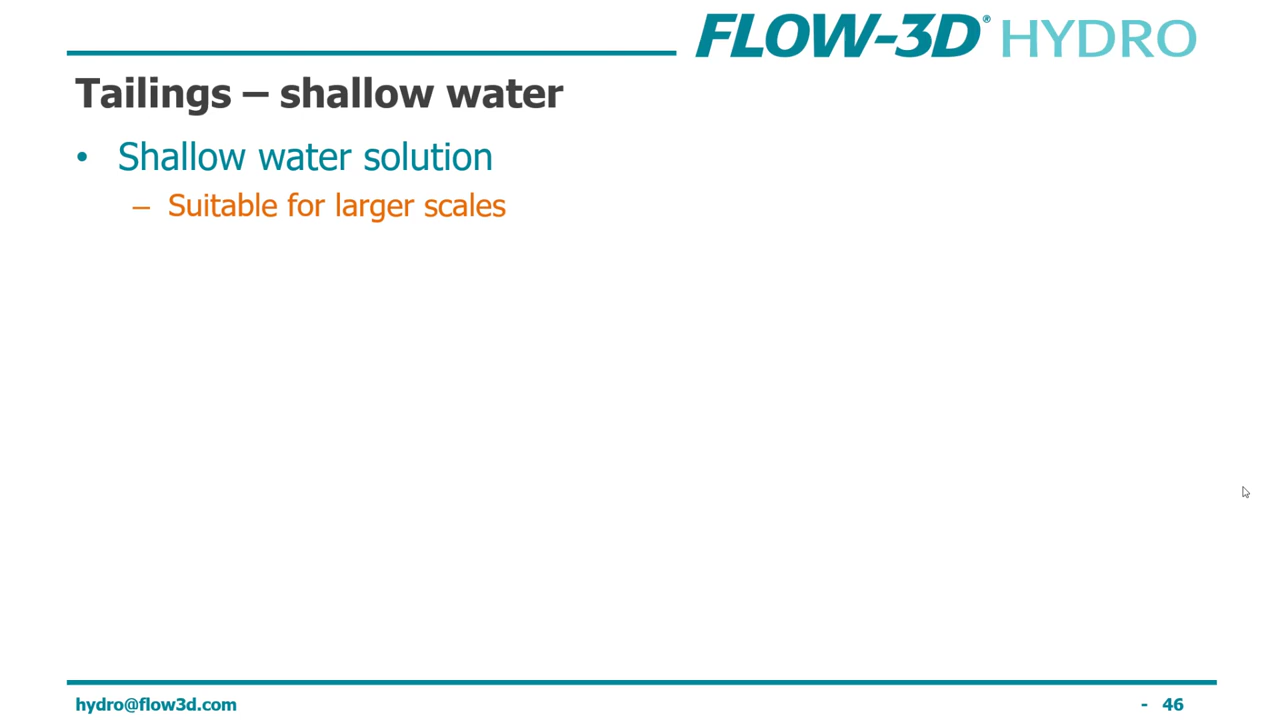 FLOW-3D® HYDRO
Tailings – shallow water
• Shallow water solution
– Suitable for larger scales
hydro@flow3d.com
- 46